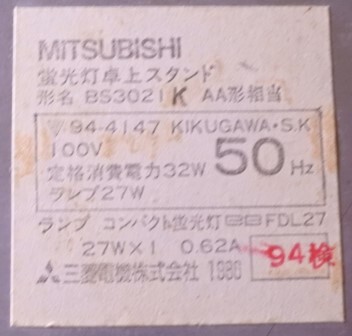 MITSUBISHI
蛍光灯卓上スタンド
形名 BS3021K AA形相当
▽ 94-4147 KIKUGAWA・S.K
100V 50Hz
定格消費電力32W
ランプ27W
ランプ コンパクト蛍光灯 BB FDL27
27W×1 0.62A
三菱電機株式会社 1980
94検